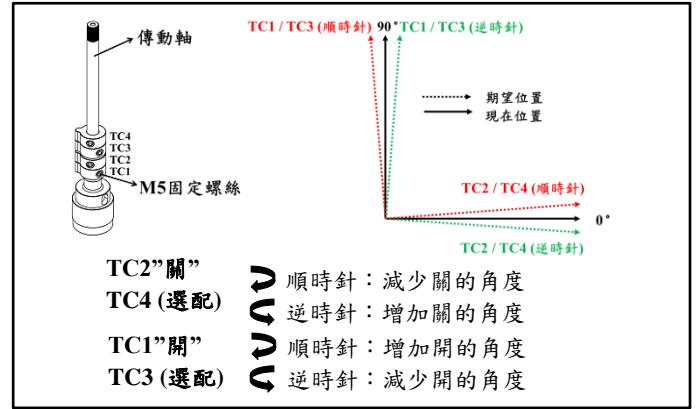 TC1 / TC3 (順時針) 90° TC1 / TC3 (逆時針)
傳動軸
期望位置
現在位置
TC4
TC3
TC2
TC1
M5固定螺絲
TC2 / TC4 (順時針)
0°
TC2 / TC4 (逆時針)
TC2”關”
順時針：減少關的角度
TC4 (選配)
逆時針：增加關的角度
TC1”開”
順時針：增加開的角度
TC3 (選配)
逆時針：減少開的角度